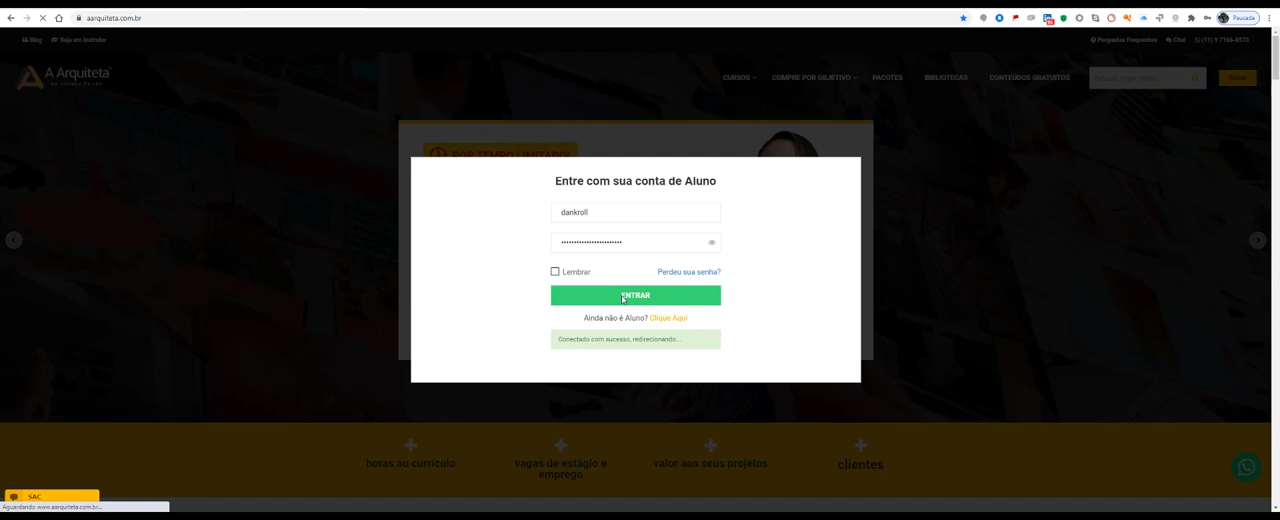 aarquiteta.com.br
Pausada
Blog
Seja em Instrutor
Perguntas Frequentes
Chat
(11) 9 7166-8573
A Arquiteta
CURSOS
COMPRE POR OBJETIVO
PACOTES
BIBLIOTECAS
CONTEÚDOS GRATUITOS
Entrar
POR TEMPO LIMITADO!
Entre com sua conta de Aluno
dankroll
Lembrar
Perdeu sua senha?
ENTRAR
Ainda não é Aluno? Clique Aqui
Conectado com sucesso, redirecionando...
horas ao currículo
vagas de estágio e
emprego
valor aos seus projetos
clientes
SAC
Aguardando www.aarquiteta.com.br...